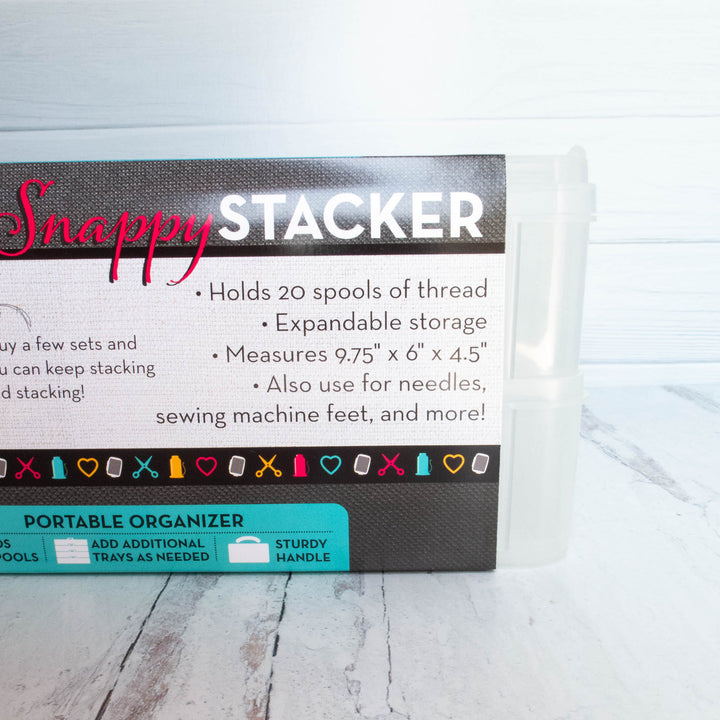 Snappy STACKER
• Holds 20 spools of thread
• Expandable storage
• Measures 9.75" x 6" x 4.5"
• Also use for needles,
sewing machine feet, and more!
uy a few sets and
u can keep stacking
d stacking!
PORTABLE ORGANIZER
DS
POOLS
ADD ADDITIONAL
TRAYS AS NEEDED
STURDY
HANDLE